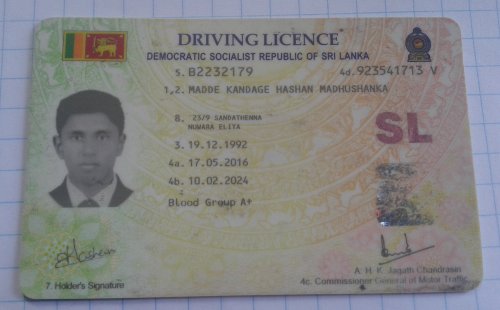 DRIVING LICENCE
DEMOCRATIC SOCIALIST REPUBLIC OF SRI LANKA
5. B2232179 4d. 923541713 V
1,2. MADDE KANDAGE HASHAN MADHUSHANKA
8. 23/9 SANDATHENNA
NUWARA ELIYA
SL
3. 19.12.1992
4a. 17.05.2016
4b. 10.02.2024
Blood Group A+
A. H. K. Jagath Chandrasiri
7. Holder's Signature 4c. Commissioner General of Motor Traffic